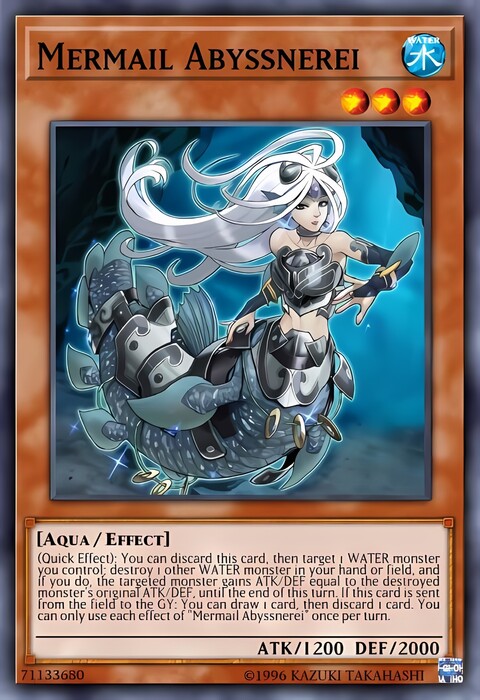 MERMAIL ABYSSNEREI
WATER
水
[AQUA / EFFECT]
(Quick Effect): You can discard this card, then target 1 WATER monster
you control; destroy 1 other WATER monster in your hand or field, and
if you do, the targeted monster gains ATK/DEF equal to the destroyed
monster's original ATK/DEF, until the end of this turn. If this card is
sent from the field to the GY: You can draw 1 card, then discard 1 card. You
can only use each effect of "Mermail Abyssnerei" once per turn.
ATK/1200 DEF/2000
71133680
©1996 KAZUKI TAKAHASHI